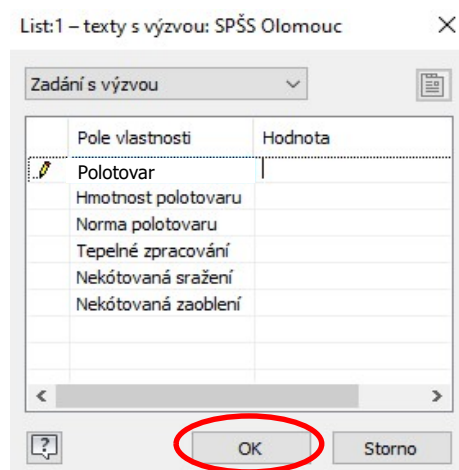 List:1 – texty s výzvou: SPŠS Olomouc
Zadání s výzvou
Pole vlastnosti Hodnota
Polotovar
Hmotnost polotovaru
Norma polotovaru
Tepelné zpracování
Nekótovaná sražení
Nekótovaná zaoblení
OK Storno